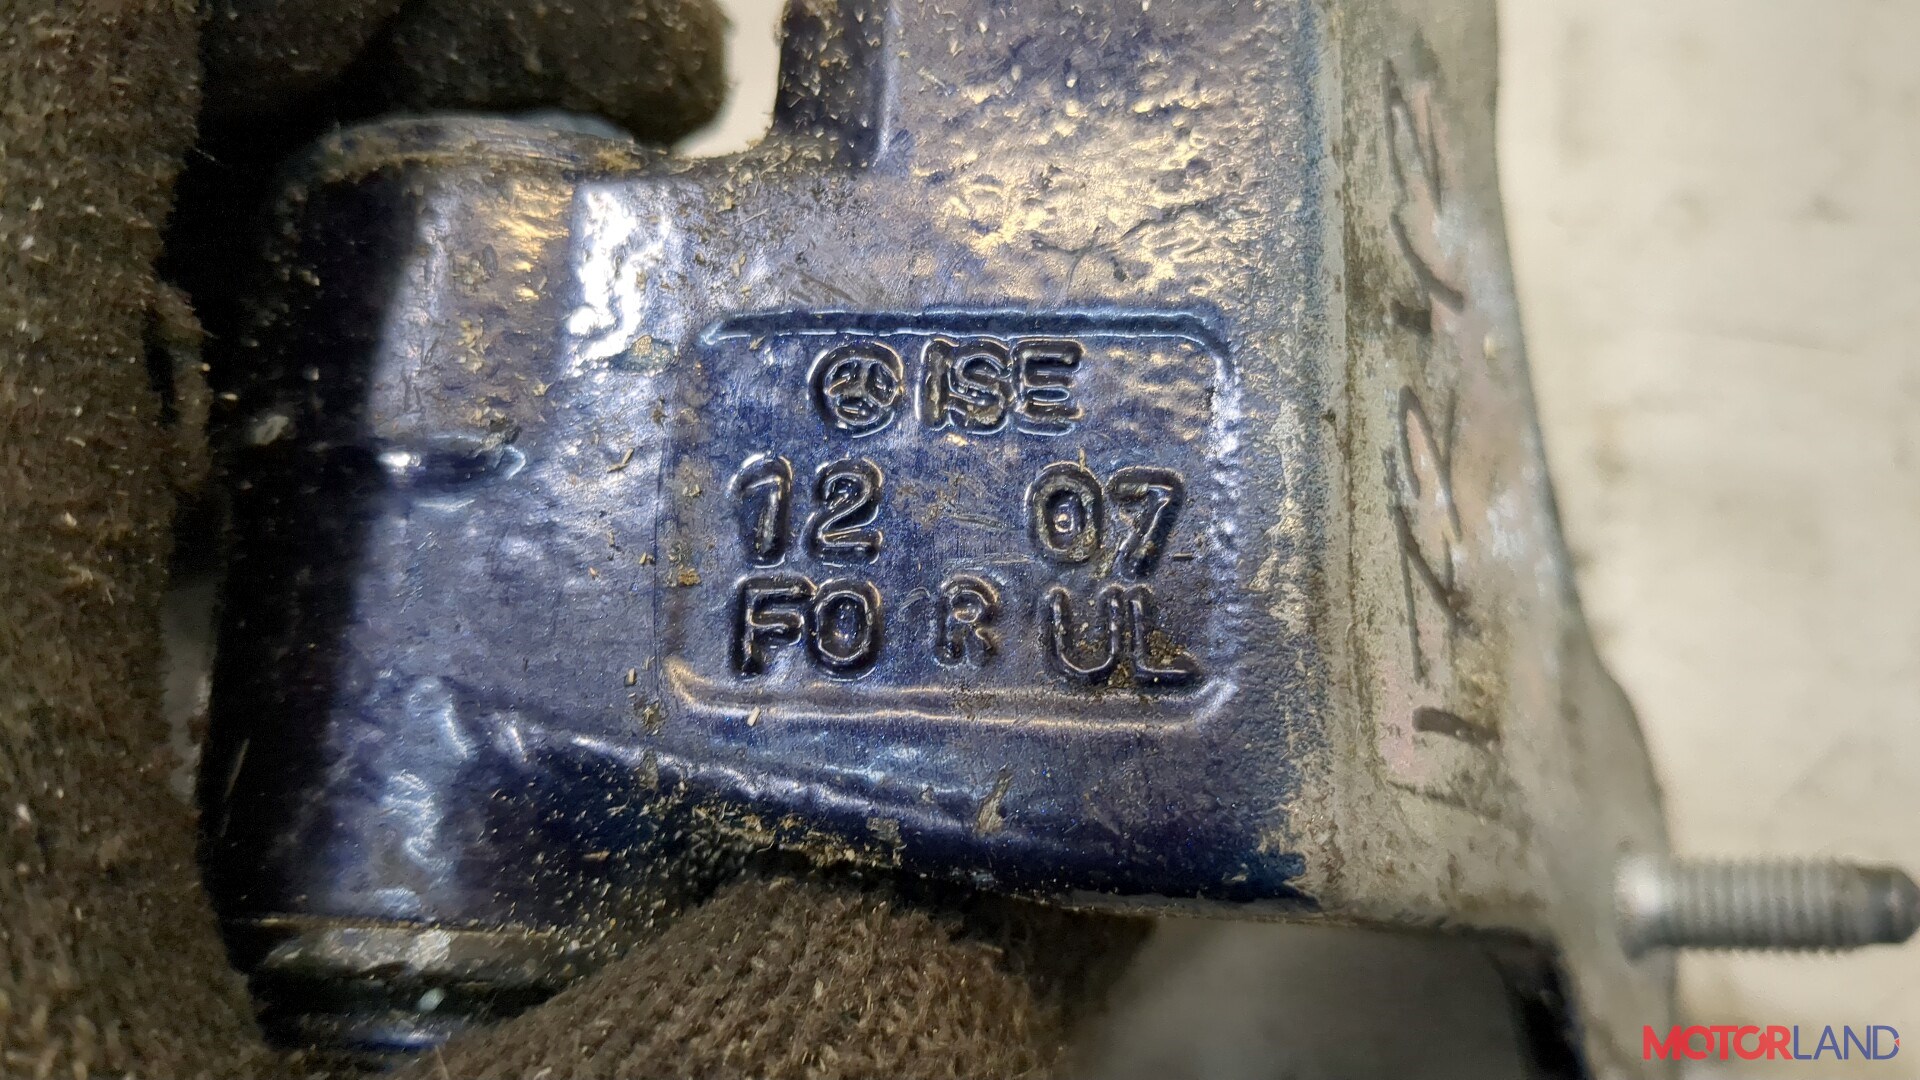 ISE
12 07
FO R UL
MOTORLAND